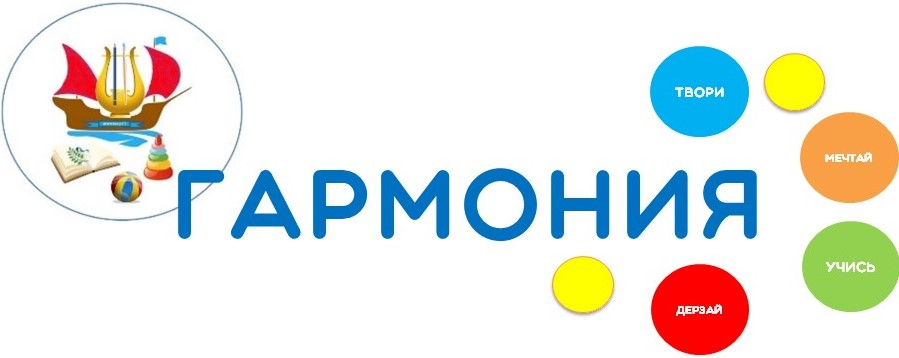 ГАРМОНИЯ
ТВОРИ
МЕЧТАЙ
УЧИСЬ
ДЕРЗАЙ